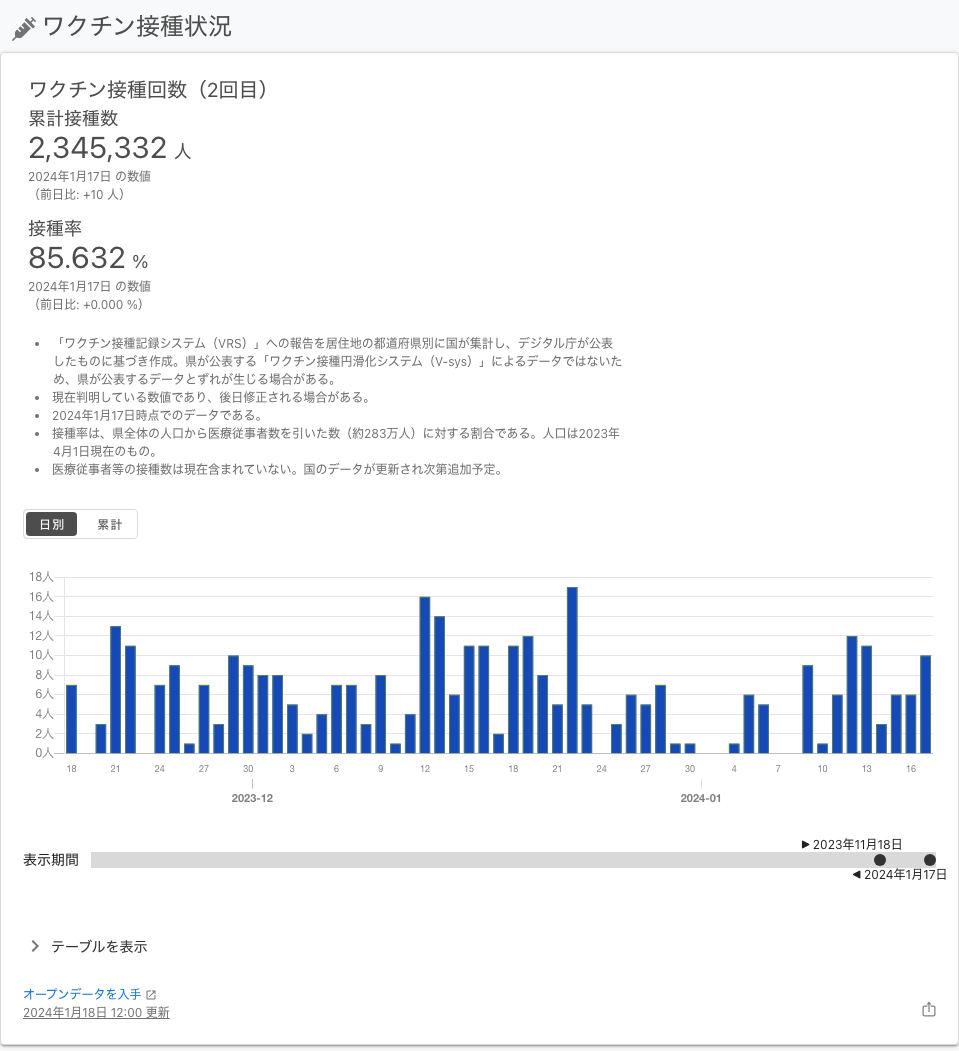 ワクチン接種状況
ワクチン接種回数（2回目）
累計接種数
2,345,332 人
2024年1月17日 の数値
（前日比: +10 人）
接種率
85.632 %
2024年1月17日 の数値
（前日比: +0.000 %）
• 「ワクチン接種記録システム（VRS）」への報告を居住地の都道府県別に国が集計し、デジタル庁が公表
したものに基づき作成。県が公表する「ワクチン接種円滑化システム（V-sys）」によるデータではないた
め、県が公表するデータとずれが生じる場合がある。
• 現在判明している数値であり、後日修正される場合がある。
• 2024年1月17日時点でのデータである。
• 接種率は、県全体の人口から医療従事者数を引いた数（約283万人）に対する割合である。人口は2023年
4月1日現在のもの。
• 医療従事者等の接種数は現在含まれていない。国のデータが更新され次第追加予定。
日別 累計
18人
16人
14人
12人
10人
8人
6人
4人
2人
0人
18 21 24 27 30 3 6 9 12 15 18 21 24 27 30 4 7 10 13 16
2023-12 2024-01
▶ 2023年11月18日
表示期間
◀ 2024年1月17日
テーブルを表示
オープンデータを入手
2024年1月18日 12:00 更新